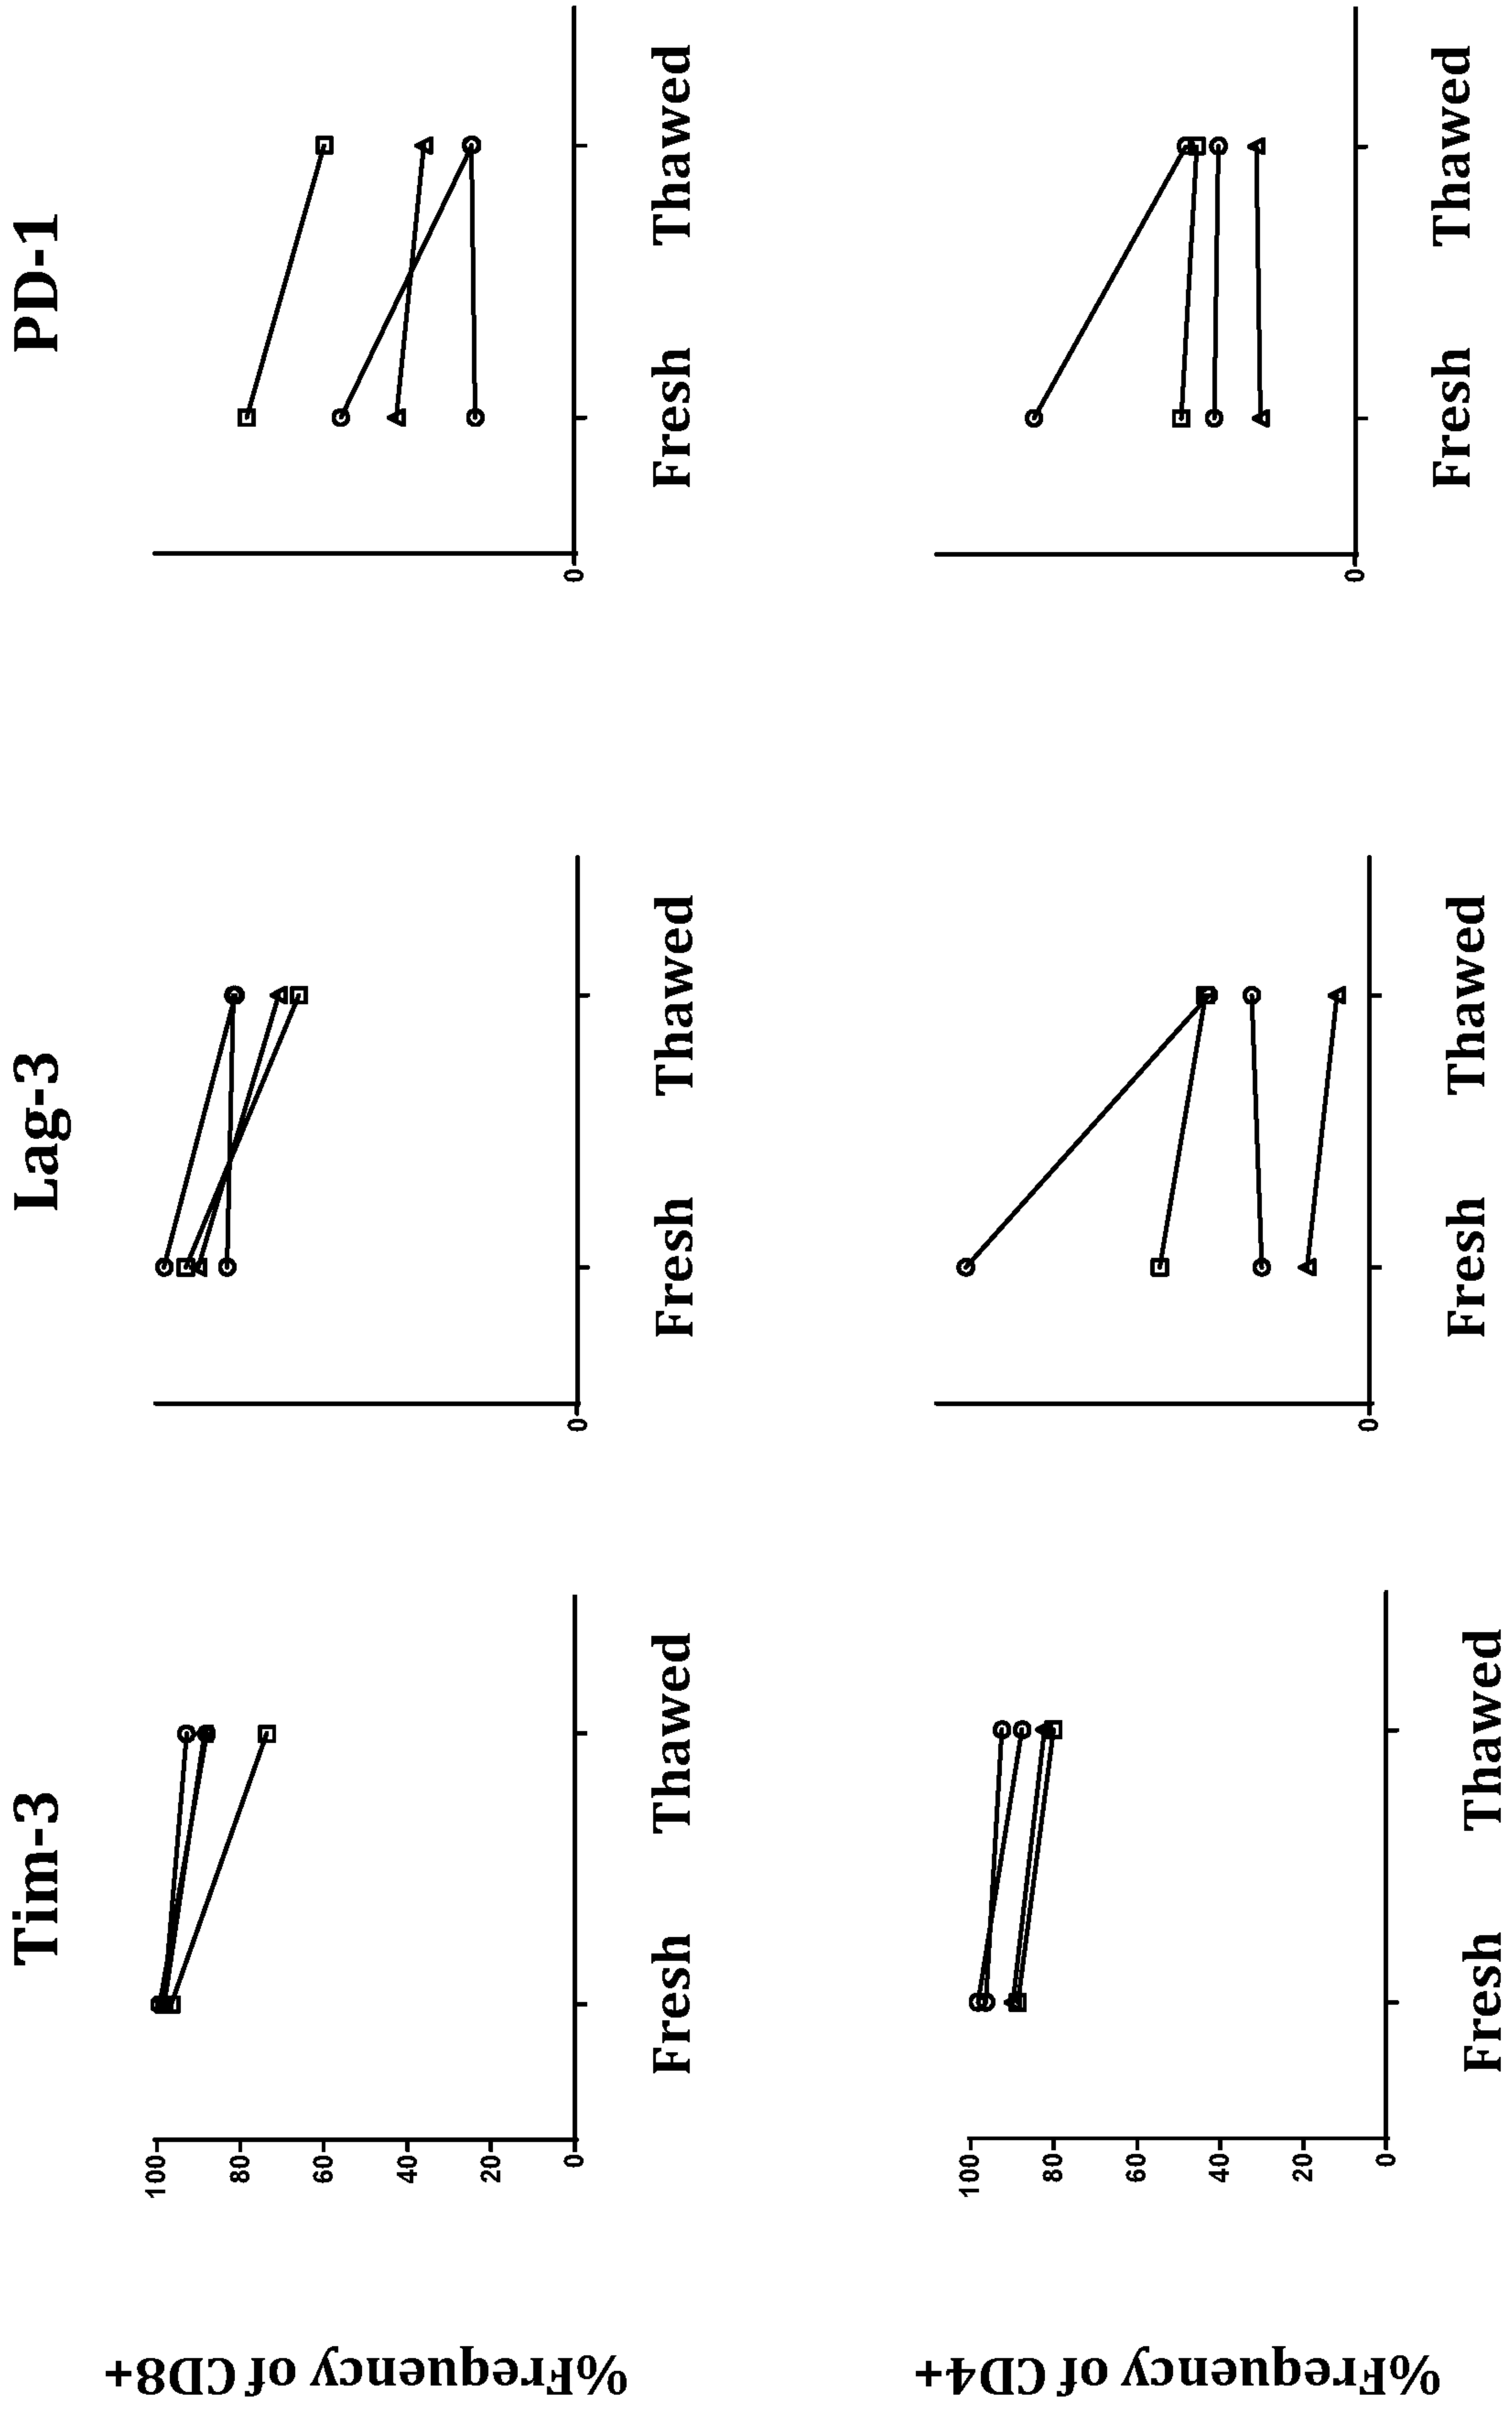 Tim-3
Lag-3
PD-1
%Frequency of CD8+
100
80
60
40
20
0
Fresh
Thawed
0
Fresh
Thawed
0
Fresh
Thawed
%Frequency of CD4+
100
80
60
40
20
0
Fresh
Thawed
0
Fresh
Thawed
0
Fresh
Thawed